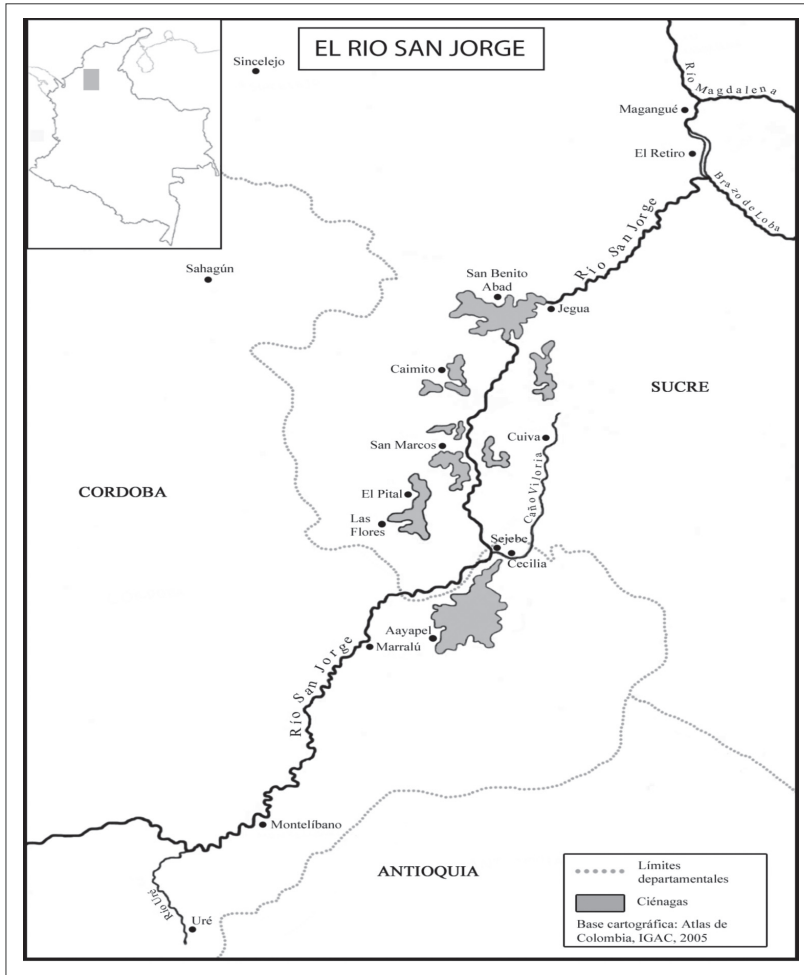 EL RIO SAN JORGE
Sincelejo
Río Magdalena
Magangué
El Retiro
Brazo de Loba
Río San Jorge
Sahagún
San Benito
Abad
Jegua
Caimito
SUCRE
San Marcos
Cuiva
Caño Viloria
CORDOBA
El Pital
Las
Flores
Sejebe
Cecilia
Aayapel
Marralú
Río San Jorge
Montelíbano
ANTIOQUIA
Río Uré
Uré
Límites
departamentales
Ciénagas
Base cartográfica: Atlas de
Colombia, IGAC, 2005